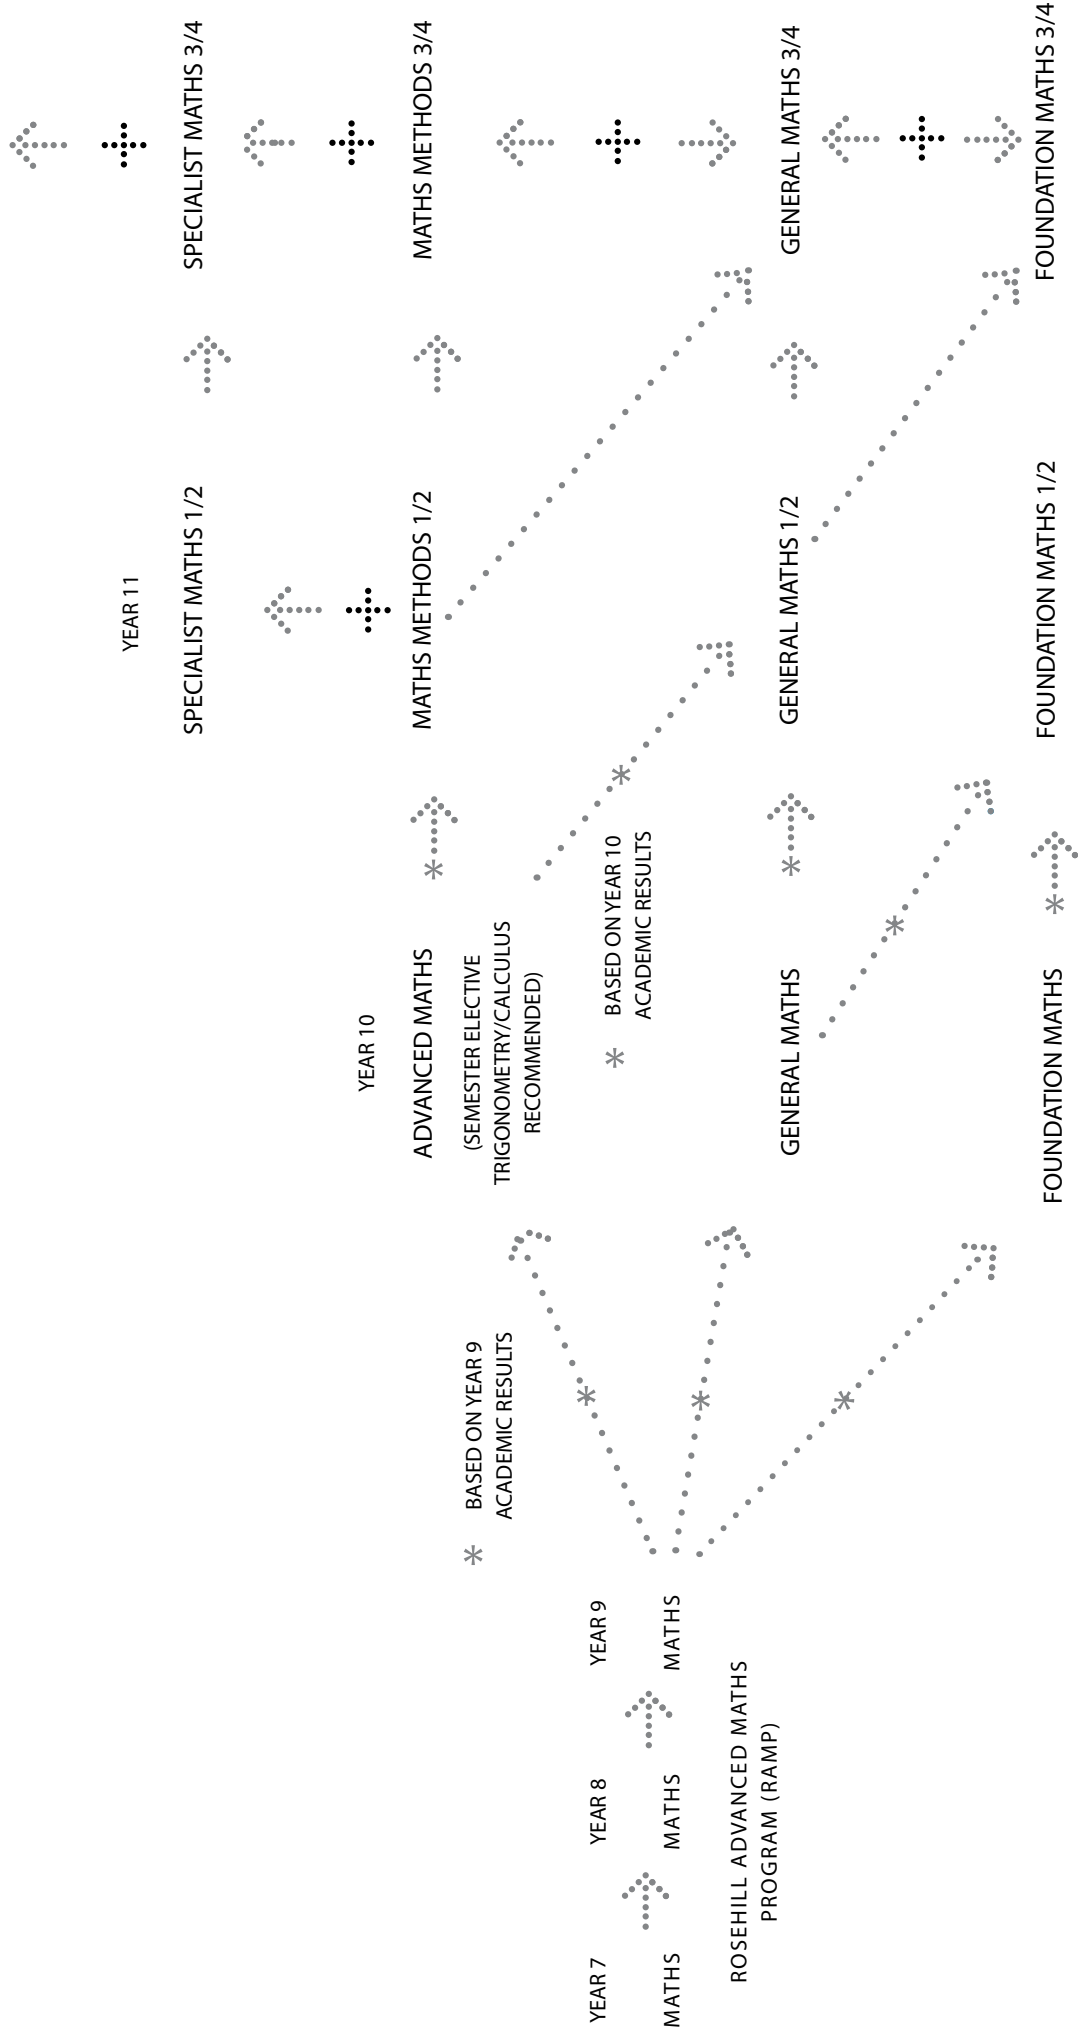 YEAR 7
MATHS
YEAR 8
MATHS
YEAR 9
MATHS
ROSEHILL ADVANCED MATHS
PROGRAM (RAMP)
* BASED ON YEAR 9
ACADEMIC RESULTS
YEAR 10
ADVANCED MATHS
(SEMESTER ELECTIVE
TRIGONOMETRY/CALCULUS
RECOMMENDED)
* BASED ON YEAR 10
ACADEMIC RESULTS
GENERAL MATHS
FOUNDATION MATHS
YEAR 11
SPECIALIST MATHS 1/2
MATHS METHODS 1/2
GENERAL MATHS 1/2
FOUNDATION MATHS 1/2
SPECIALIST MATHS 3/4
MATHS METHODS 3/4
GENERAL MATHS 3/4
FOUNDATION MATHS 3/4